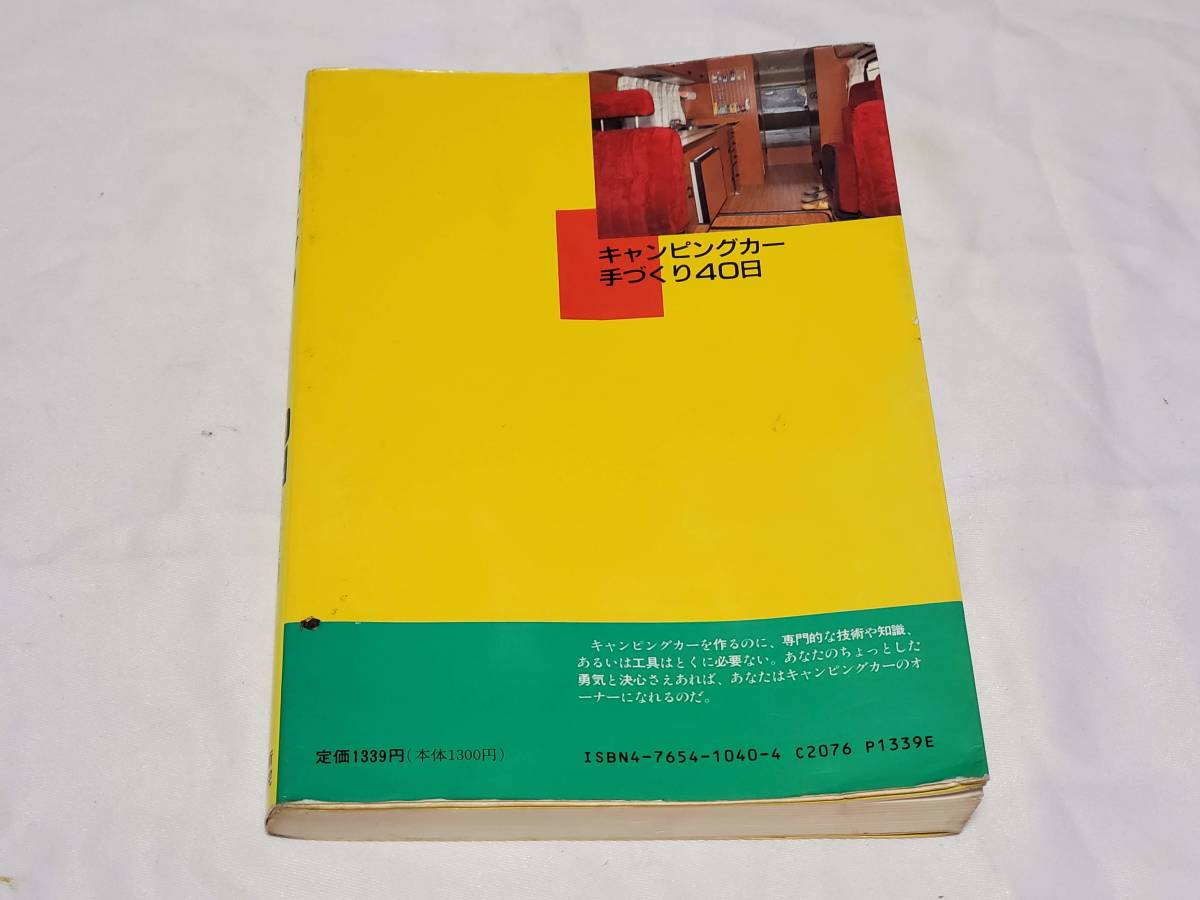 キャンピングカー
手づくり40日
キャンピングカーを作るのに、専門的な技術や知識、
あるいは工具はとくに必要ない。あなたのちょっとした
勇気と決心さえあれば、あなたはキャンピングカーのオ
ーナーになれるのだ。
定価1339円(本体1300円)
ISBN4-7654-1040-4 C2076 P1339E